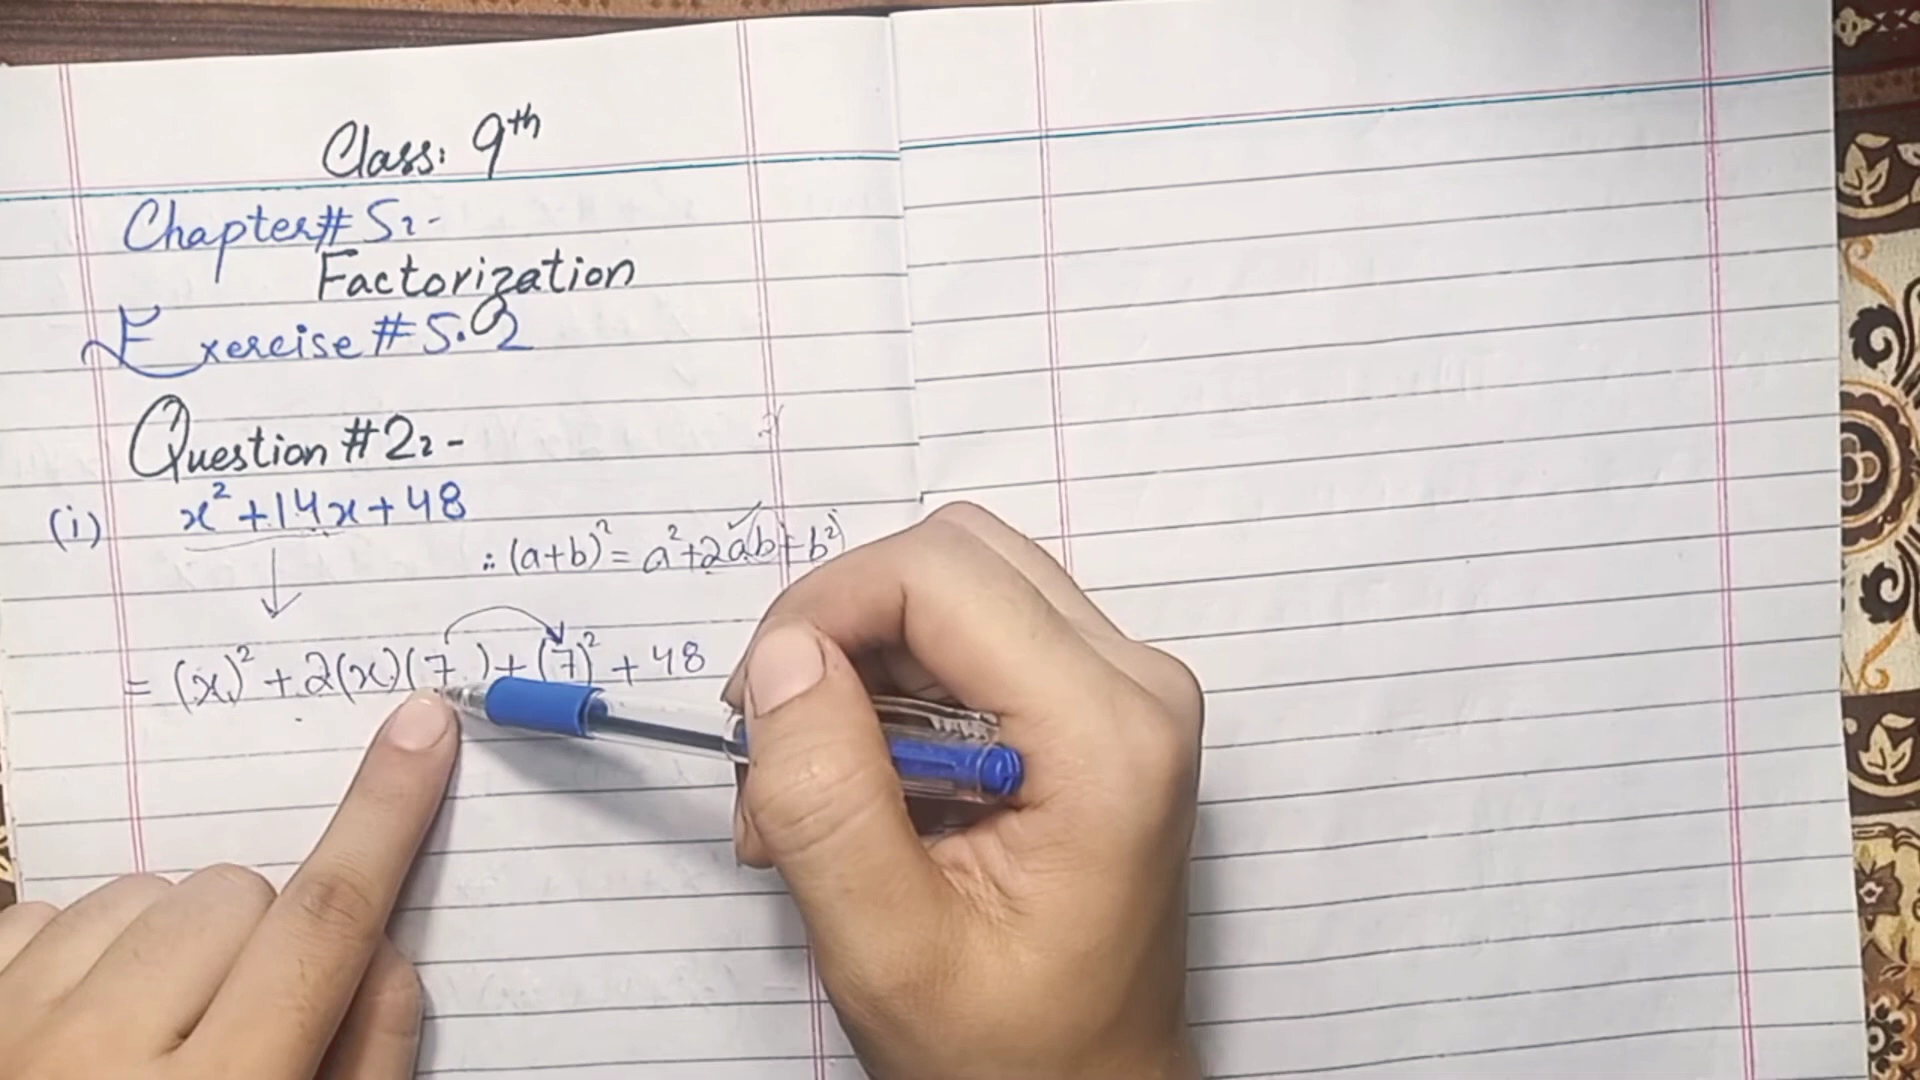 Class: 9th
Chapter# 5:-
Factorization
Exercise # 5.2
Question #2:-
(i) x² + 14x + 48
∴ (a+b)² = a² + 2ab + b²
= (x)² + 2(x)(7) + (7)² + 48